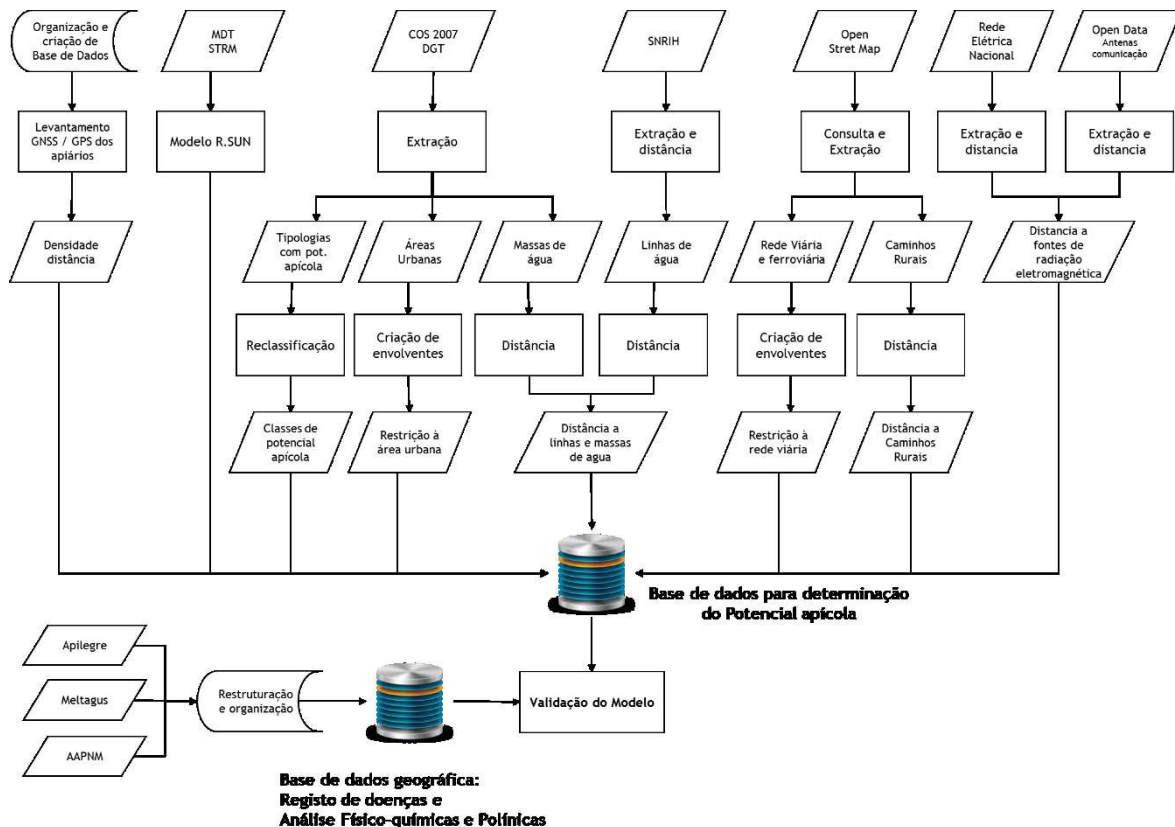 Organização e
criação de
Base de Dados
MDT
STRM
COS 2007
DGT
SNRIH
Open
Stret Map
Rede
Elétrica
Nacional
Open Data
Antenas
comunicação
Levantamento
GNSS / GPS dos
apiários
Modelo R.SUN
Extração
Extração e
distância
Consulta e
Extração
Extração e
distancia
Extração e
distancia
Densidade
distância
Tipologias
com pot.
apícola
Áreas
Urbanas
Massas de
água
Linhas de
água
Rede Viária
e ferroviária
Caminhos
Rurais
Distancia a
fontes de
radiação
eletromagnética
Reclassificação
Criação de
envolventes
Distância
Distância
Criação de
envolventes
Distância
Classes de
potencial
apícola
Restrição à
área urbana
Distância a
linhas e massas
de agua
Restrição à
rede viária
Distância a
Caminhos
Rurais
Base de dados para determinação
do Potencial apícola
Apilegre
Meltagus
AAPNM
Restruturação
e organização
Validação do Modelo
Base de dados geográfica:
Registo de doenças e
Análise Físico-químicas e Polínicas